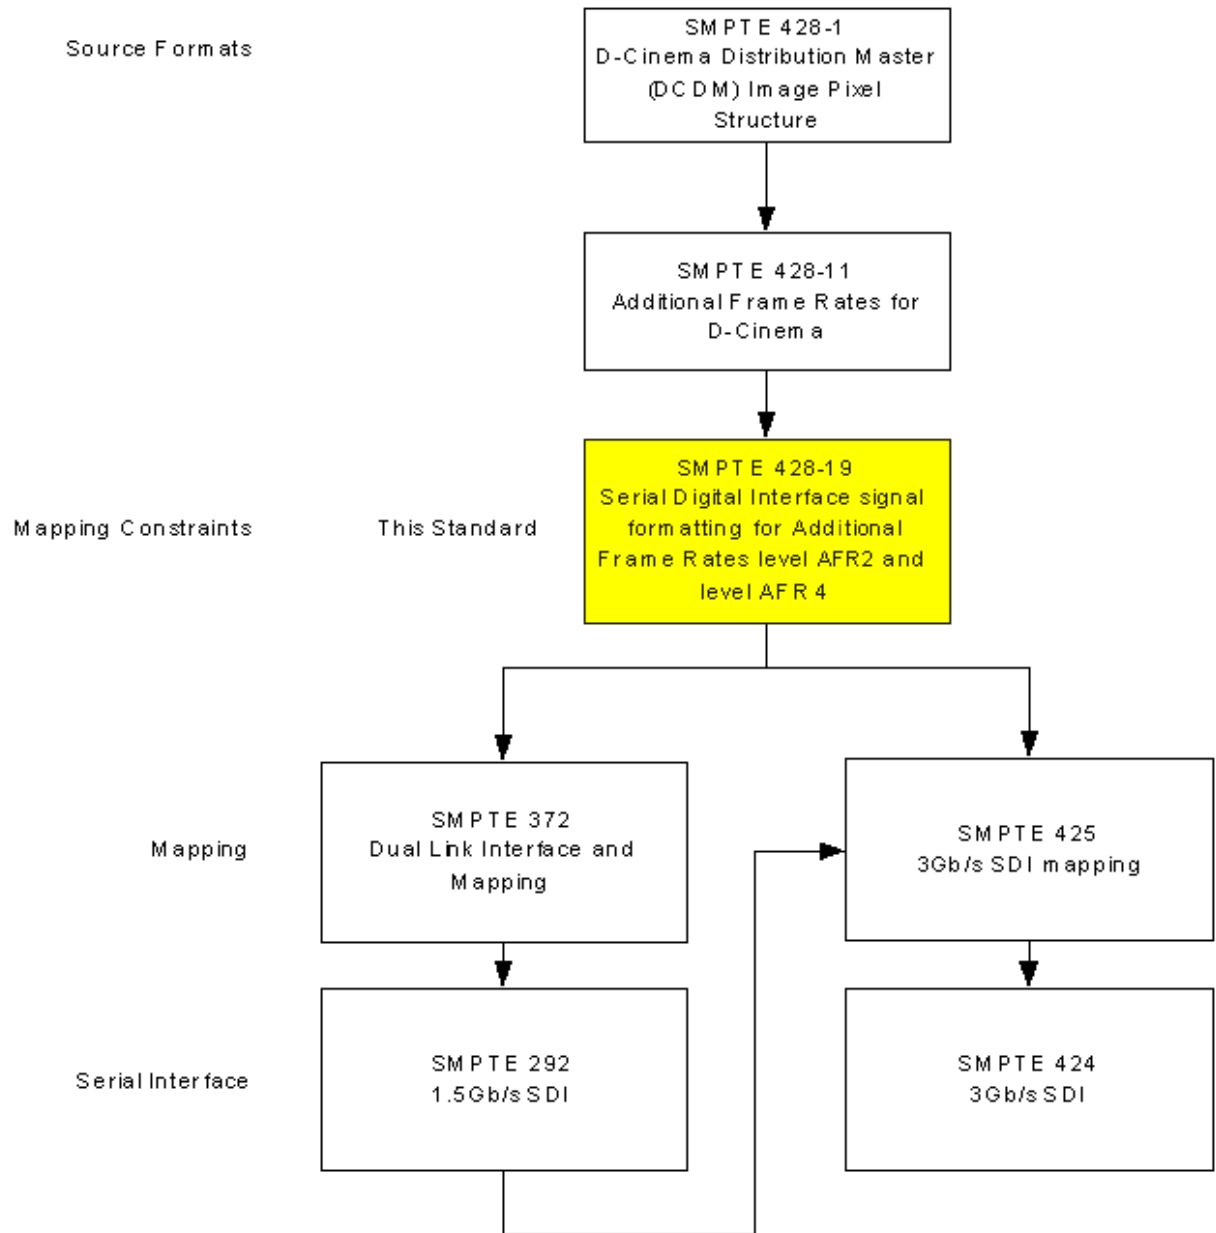 Source Formats
SMPTE 428-1
D-Cinema Distribution Master
(DCDM) Image Pixel
Structure
SMPTE 428-11
Additional Frame Rates for
D-Cinema
Mapping Constraints
This Standard
SMPTE 428-19
Serial Digital Interface signal
formatting for Additional
Frame Rates level AFR2 and
level AFR 4
Mapping
SMPTE 372
Dual Link Interface and
Mapping
SMPTE 425
3Gb/s SDI mapping
Serial Interface
SMPTE 292
1.5Gb/s SDI
SMPTE 424
3Gb/s SDI